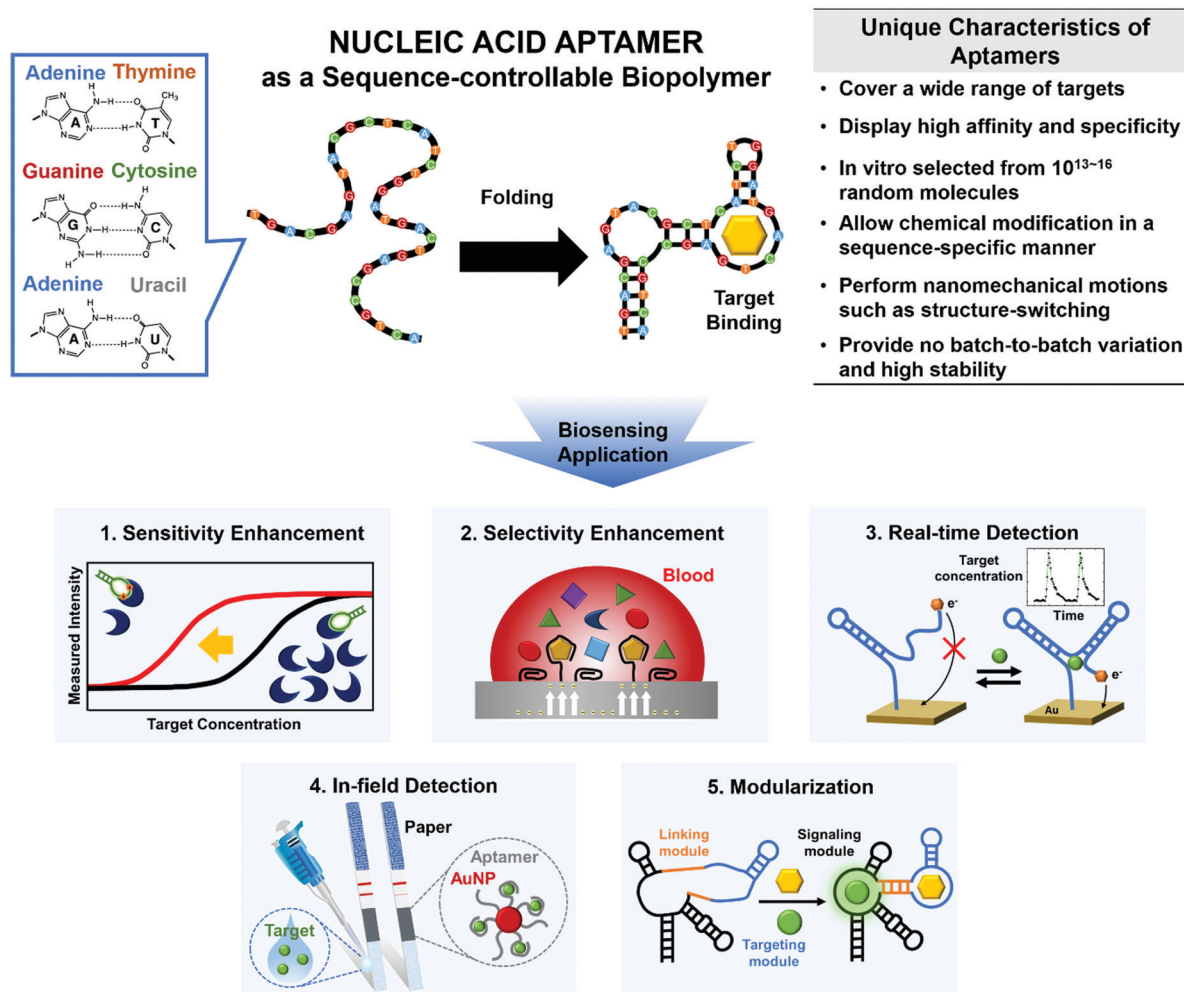 NUCLEIC ACID APTAMER
as a Sequence-controllable Biopolymer
Adenine Thymine
A
T
Guanine Cytosine
G
C
Adenine Uracil
A
U
Folding
Target
Binding
Unique Characteristics of
Aptamers
• Cover a wide range of targets
• Display high affinity and specificity
• In vitro selected from 10¹³~¹⁶
random molecules
• Allow chemical modification in a
sequence-specific manner
• Perform nanomechanical motions
such as structure-switching
• Provide no batch-to-batch variation
and high stability
Biosensing
Application
1. Sensitivity Enhancement
Measured Intensity
Target Concentration
2. Selectivity Enhancement
Blood
3. Real-time Detection
Target
concentration
Time
e⁻
e⁻
Au
4. In-field Detection
Paper
Aptamer
AuNP
Target
5. Modularization
Linking
module
Signaling
module
Targeting
module